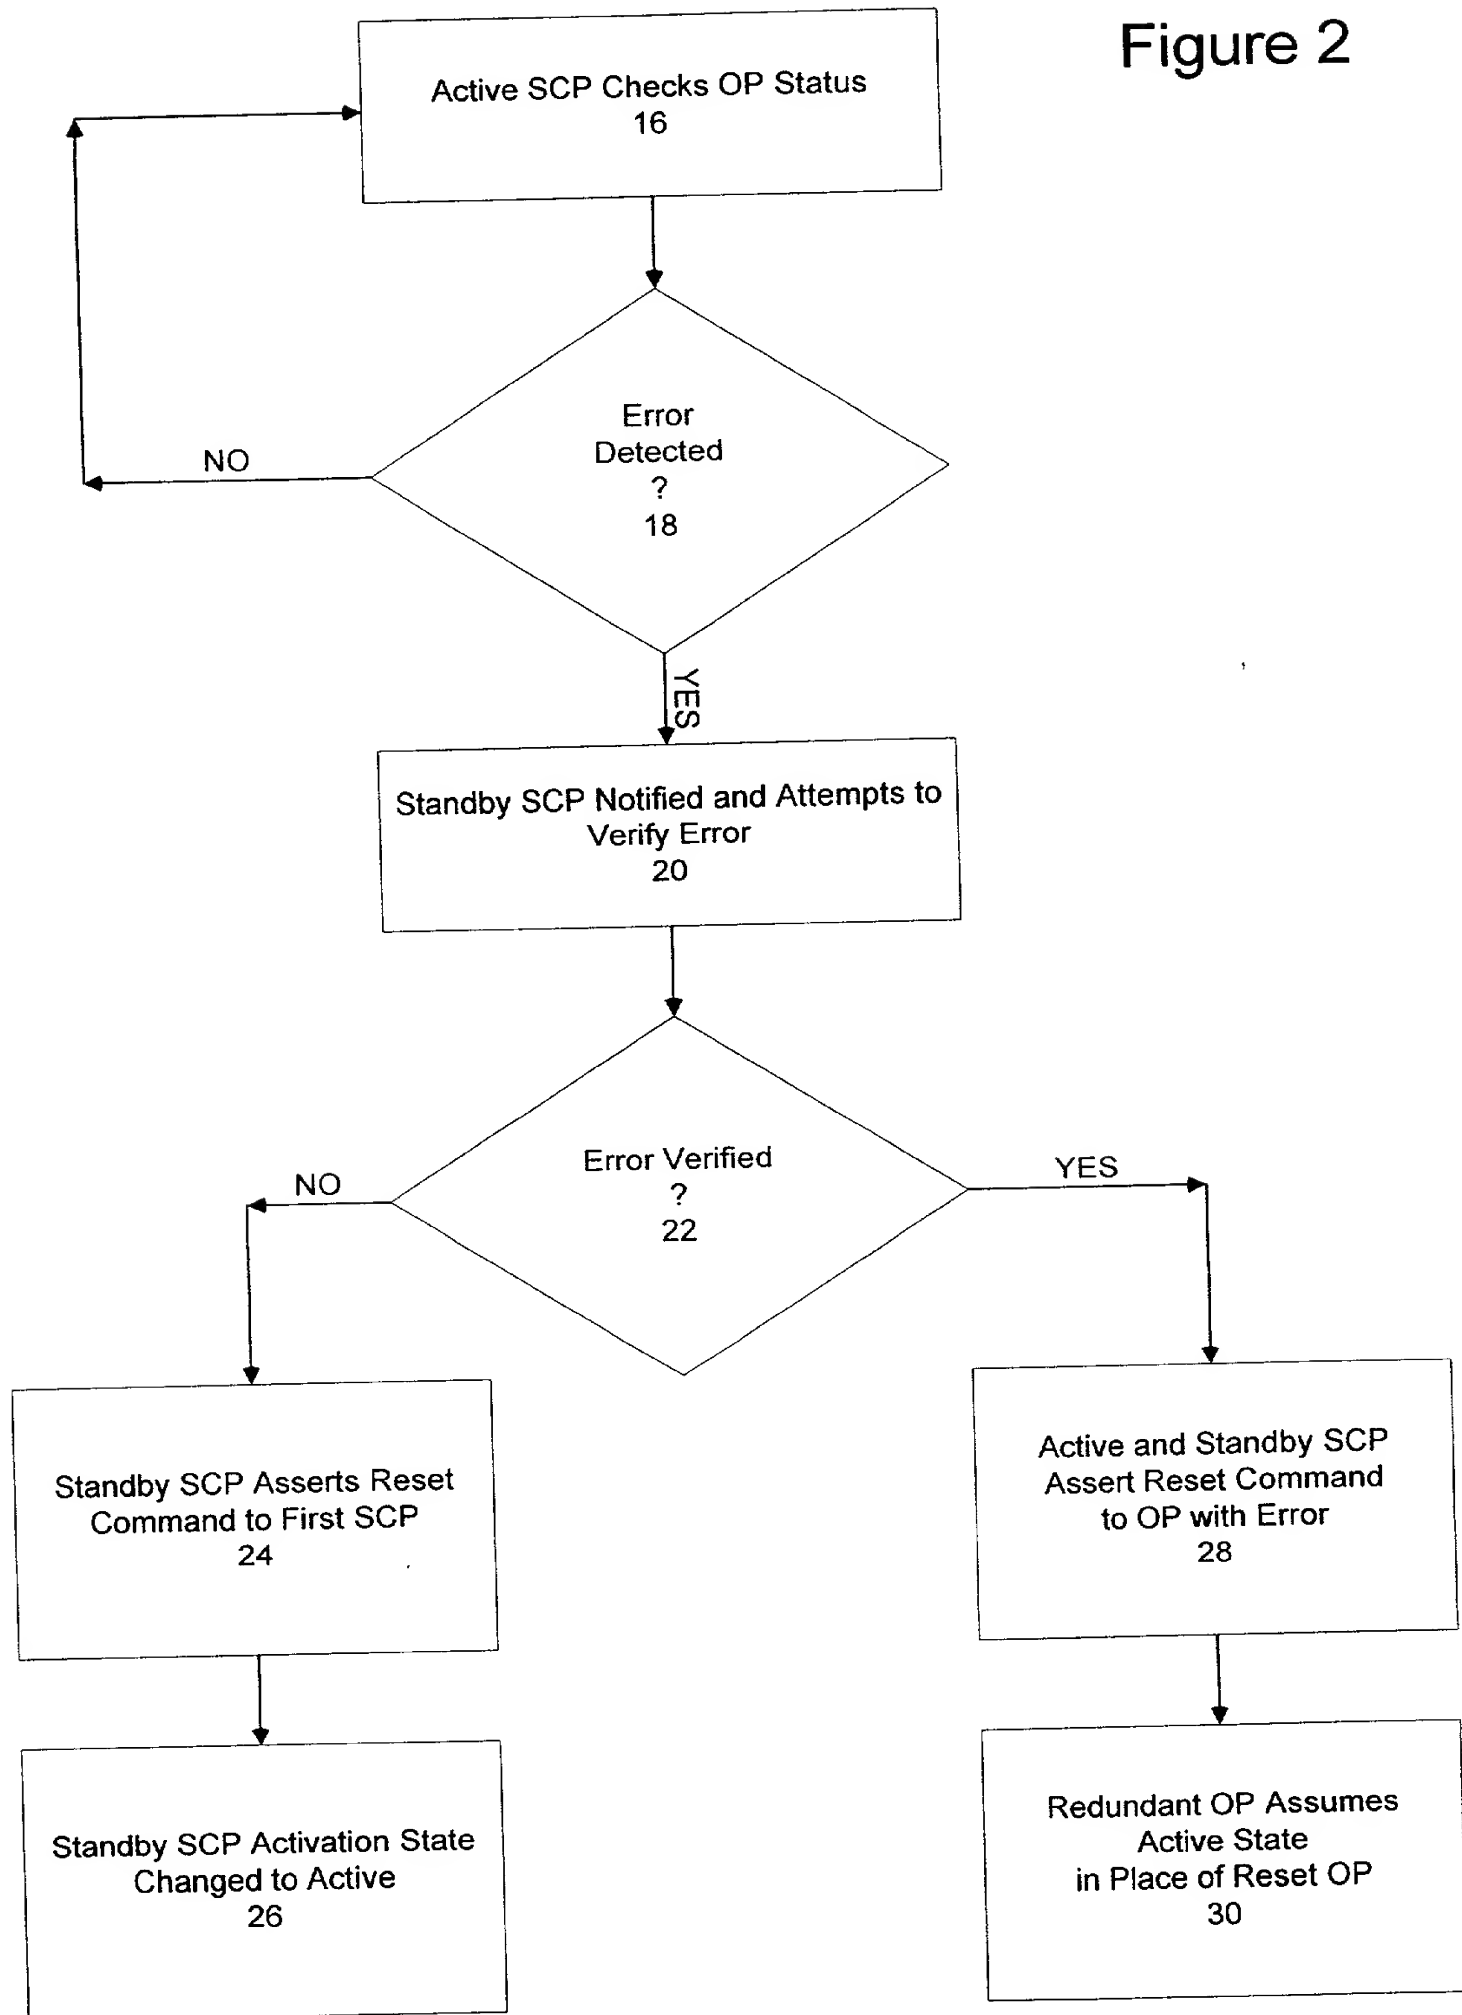 Figure 2
Active SCP Checks OP Status
16
Error
Detected
?
18
NO
YES
Standby SCP Notified and Attempts to
Verify Error
20
Error Verified
?
22
NO
YES
Standby SCP Asserts Reset
Command to First SCP
24
Active and Standby SCP
Assert Reset Command
to OP with Error
28
Standby SCP Activation State
Changed to Active
26
Redundant OP Assumes
Active State
in Place of Reset OP
30